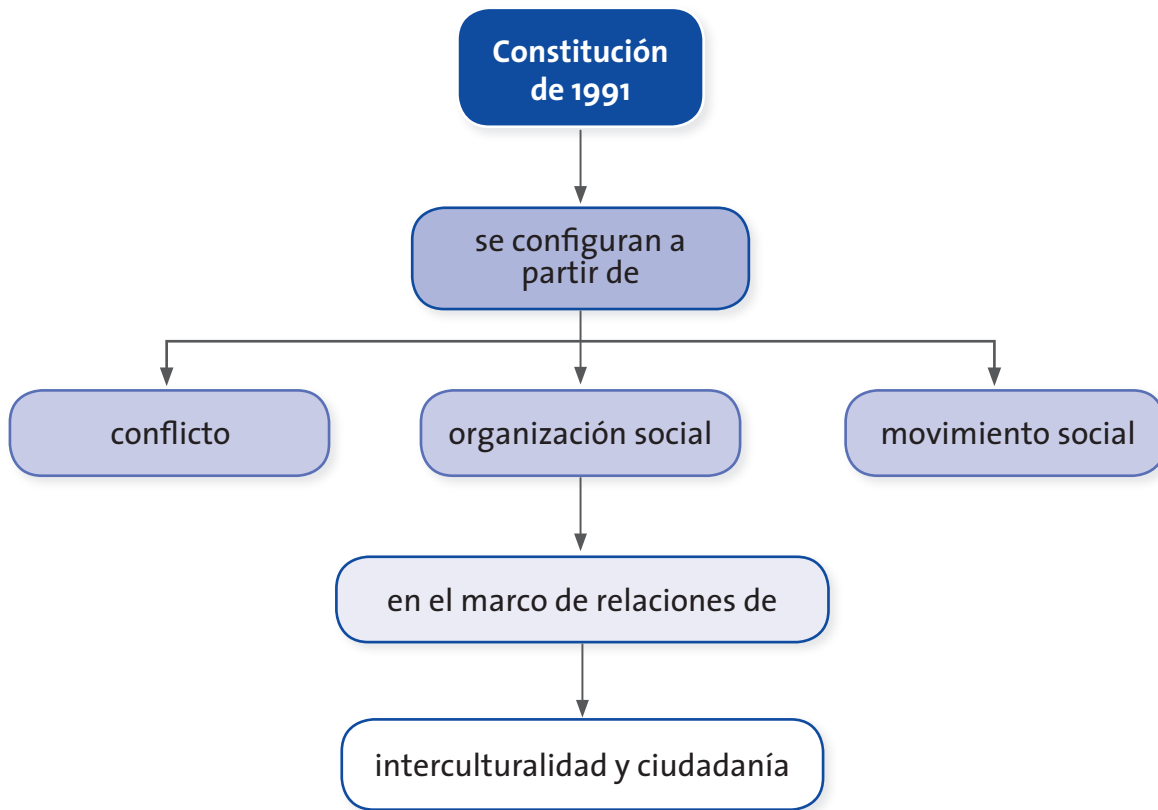 Constitución
de 1991
se configuran a
partir de
conflicto
organización social
movimiento social
en el marco de relaciones de
interculturalidad y ciudadanía